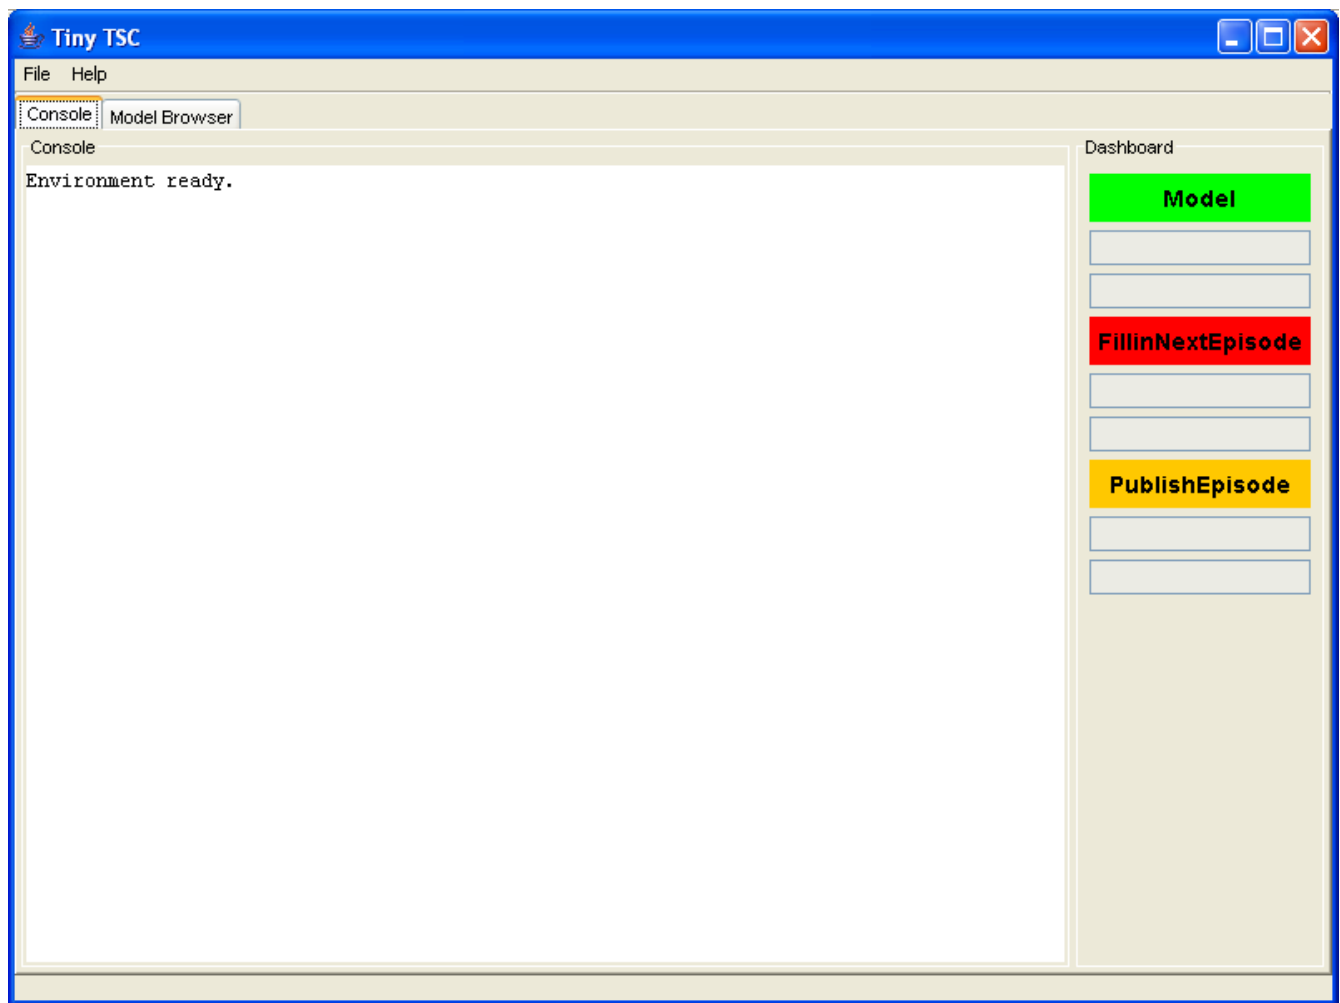 Tiny TSC
File Help
Console Model Browser
Console
Environment ready.
Dashboard
Model
FillinNextEpisode
PublishEpisode